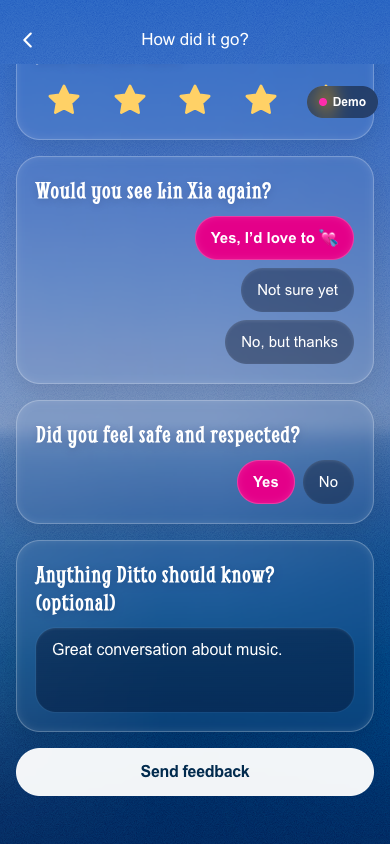 How did it go?
Demo
Would you see Lin Xia again?
Yes, I'd love to 💘
Not sure yet
No, but thanks
Did you feel safe and respected?
Yes
No
Anything Ditto should know?
(optional)
Great conversation about music.
Send feedback